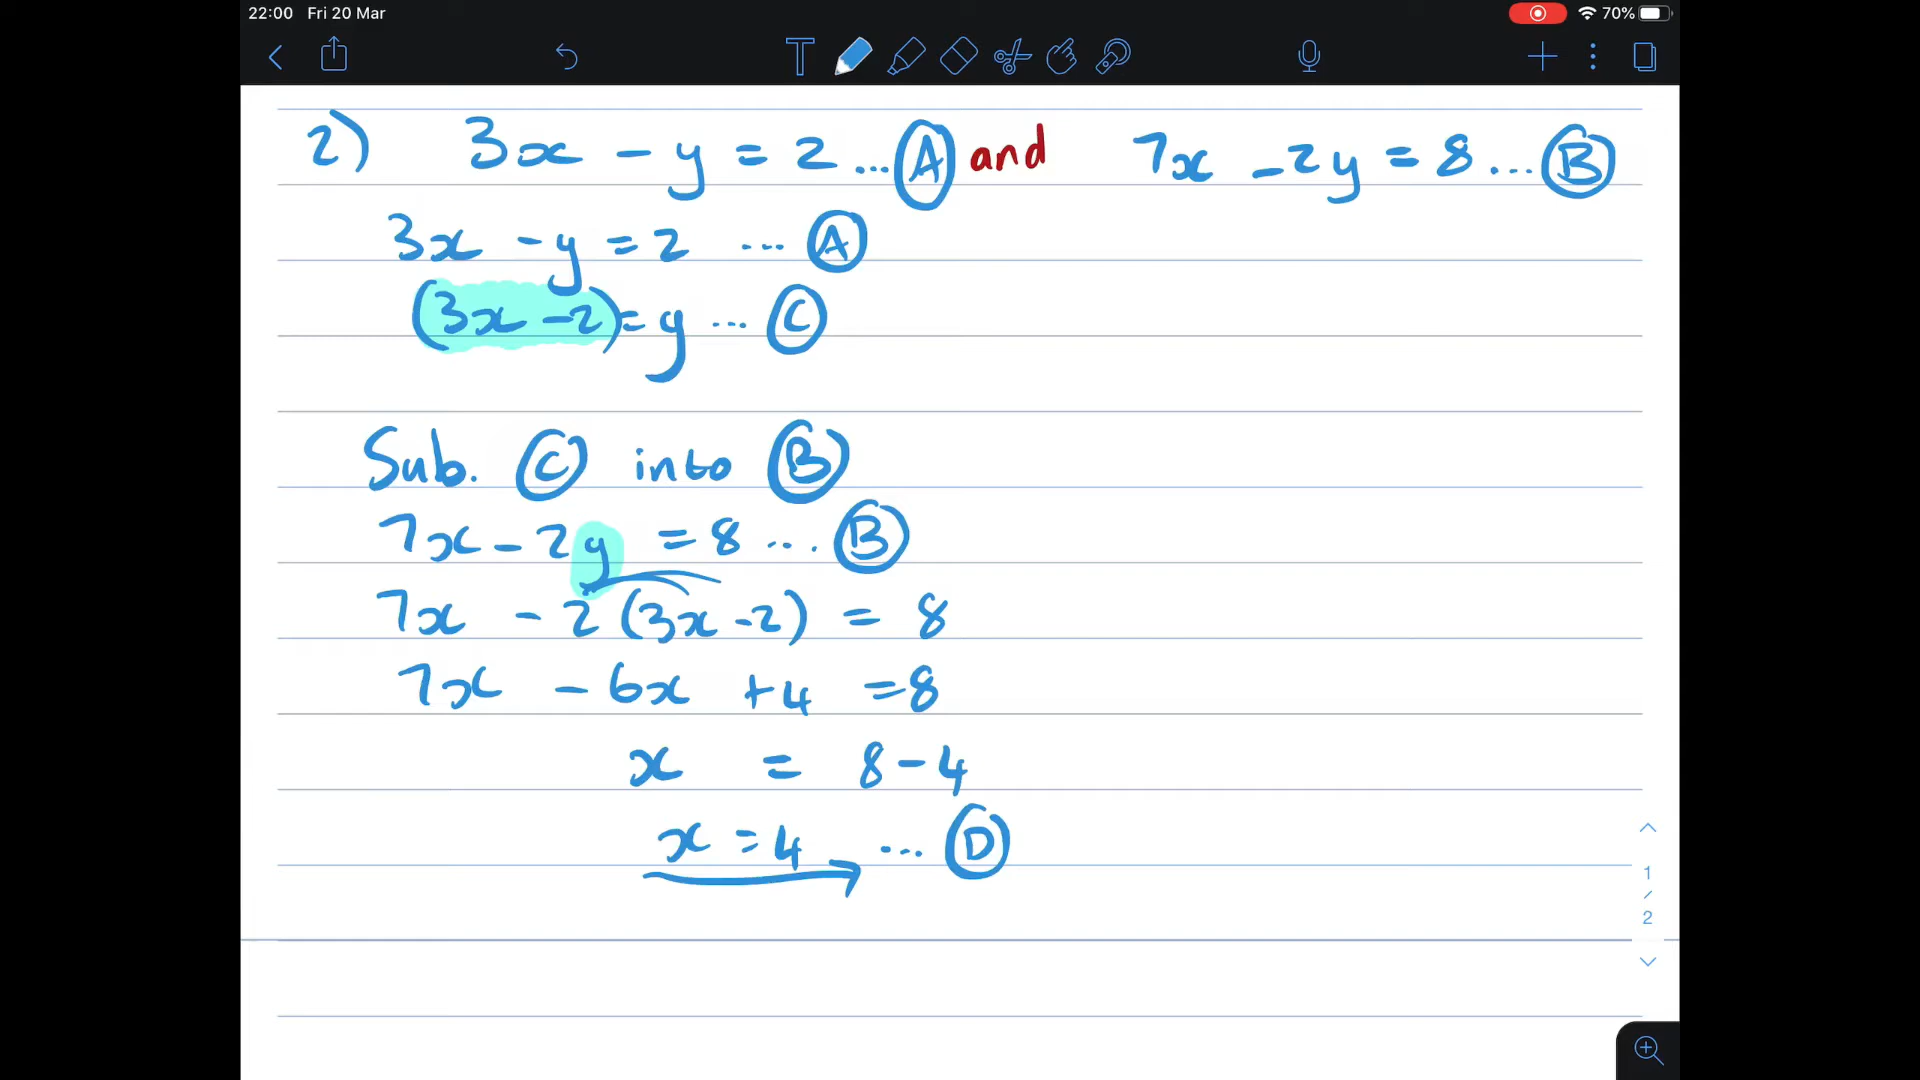 22:00 Fri 20 Mar 70%
2) 3x - y = 2 ... Ⓐ and 7x - 2y = 8 ... Ⓑ
3x - y = 2 ... Ⓐ
(3x - 2) = y ... Ⓒ
Sub. Ⓒ into Ⓑ
7x - 2y = 8 ... Ⓑ
7x - 2(3x - 2) = 8
7x - 6x + 4 = 8
x = 8 - 4
x = 4 ... Ⓓ
1
/
2